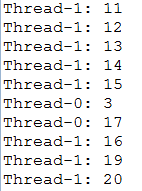 Thread-1: 11
Thread-1: 12
Thread-1: 13
Thread-1: 14
Thread-1: 15
Thread-0: 3
Thread-0: 17
Thread-1: 16
Thread-1: 19
Thread-1: 20